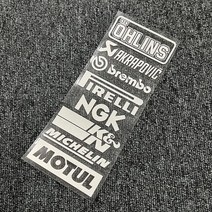 ÖHLINS
AKRAPOVIČ
brembo
PIRELLI
NGK
K&N
MICHELIN
MOTUL